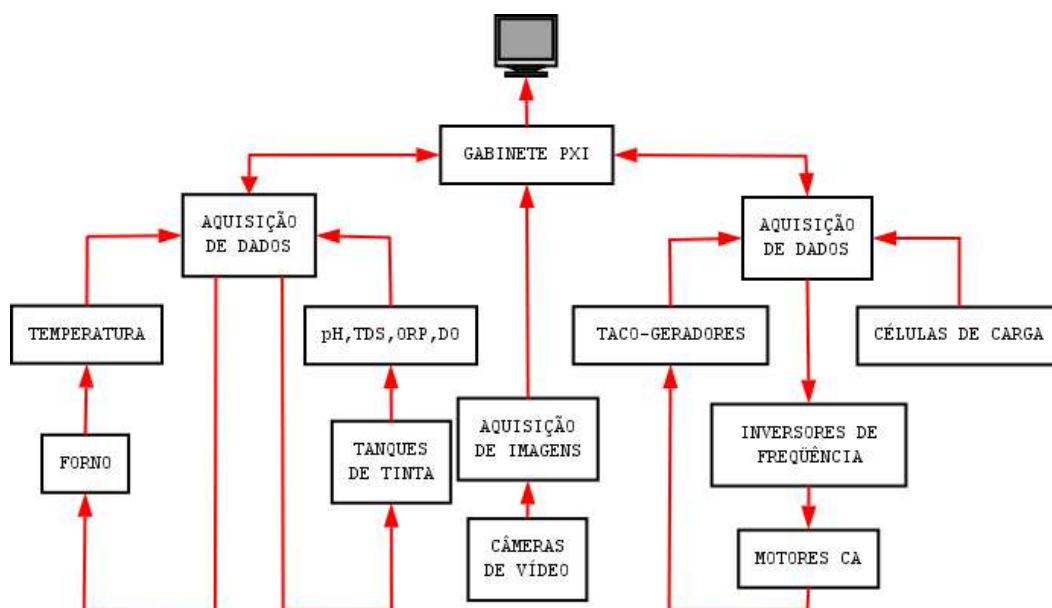 GABINETE PXI
AQUISIÇÃO
DE DADOS
AQUISIÇÃO
DE DADOS
TEMPERATURA
pH,TDS,ORP,DO
TACO-GERADORES
CÉLULAS DE CARGA
FORNO
TANQUES
DE TINTA
AQUISIÇÃO
DE IMAGENS
INVERSORES DE
FREQÜÊNCIA
CÂMERAS
DE VÍDEO
MOTORES CA